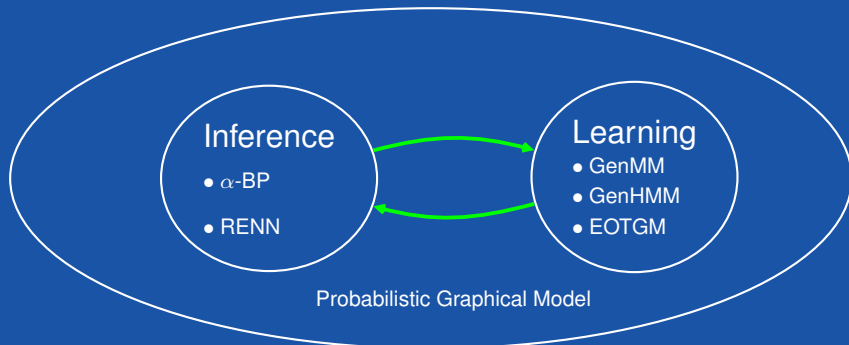 Inference
• α-BP
• RENN
Learning
• GenMM
• GenHMM
• EOTGM
Probabilistic Graphical Model